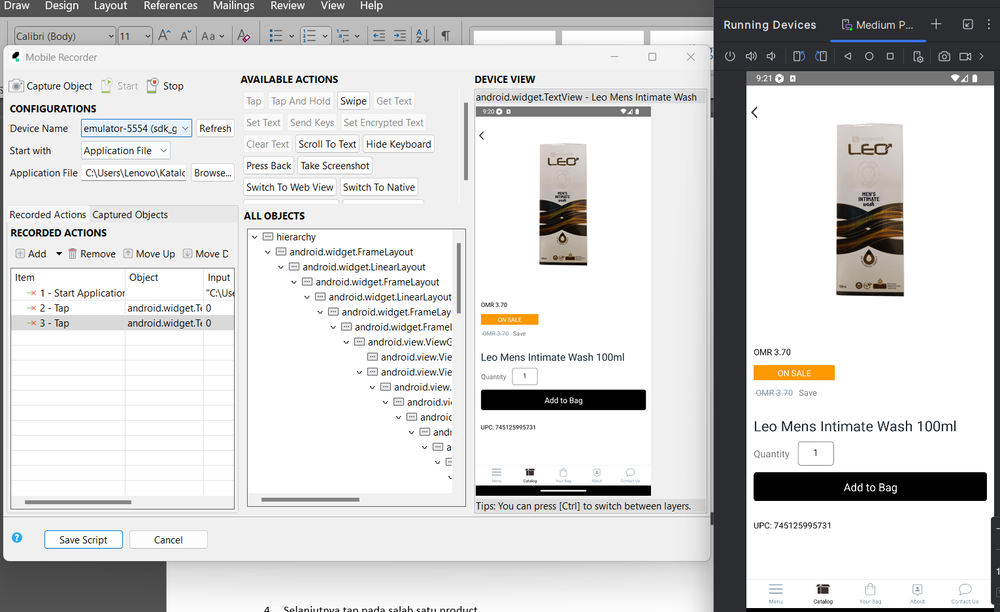 Draw Design Layout References Mailings Review View Help
Calibri (Body) 11 Aa
Mobile Recorder
Capture Object Start Stop
CONFIGURATIONS
Device Name emulator-5554 (sdk_g Refresh
Start with Application File
Application File C:\Users\Lenovo\Katalc Browse...
Recorded Actions Captured Objects
RECORDED ACTIONS
Add Remove Move Up Move D
Item Object Input
1 - Start Application "C:\Use
2 - Tap android.widget.Te 0
3 - Tap android.widget.Te 0
AVAILABLE ACTIONS
Tap Tap And Hold Swipe Get Text
Set Text Send Keys Set Encrypted Text
Clear Text Scroll To Text Hide Keyboard
Press Back Take Screenshot
Switch To Web View Switch To Native
ALL OBJECTS
hierarchy
android.widget.FrameLayout
android.widget.LinearLayout
android.widget.FrameLayout
android.widget.LinearLayout
android.widget.FrameLay
android.widget.Framel
android.view.ViewG
android.view.Vie
android.view.Vie
android.view.
android.vi
androic
andr
a
DEVICE VIEW
android.widget.TextView - Leo Mens Intimate Wash
9:20
LEO
MEN'S
INTIMATE
wash
OMR 3.70
ON SALE
OMR 3.70 Save
Leo Mens Intimate Wash 100ml
Quantity 1
Add to Bag
UPC: 745125995731
Menu Catalog Your Bag About Contact Us
Tips: You can press [Ctrl] to switch between layers.
Save Script Cancel
4. Selanjutnya tap pada salah satu product
Running Devices Medium P...
9:21
LEO
MEN'S
INTIMATE
wash
100ml
OMR 3.70
ON SALE
OMR 3.70 Save
Leo Mens Intimate Wash 100ml
Quantity 1
Add to Bag
UPC: 745125995731
Menu Catalog Your Bag About Contact Us